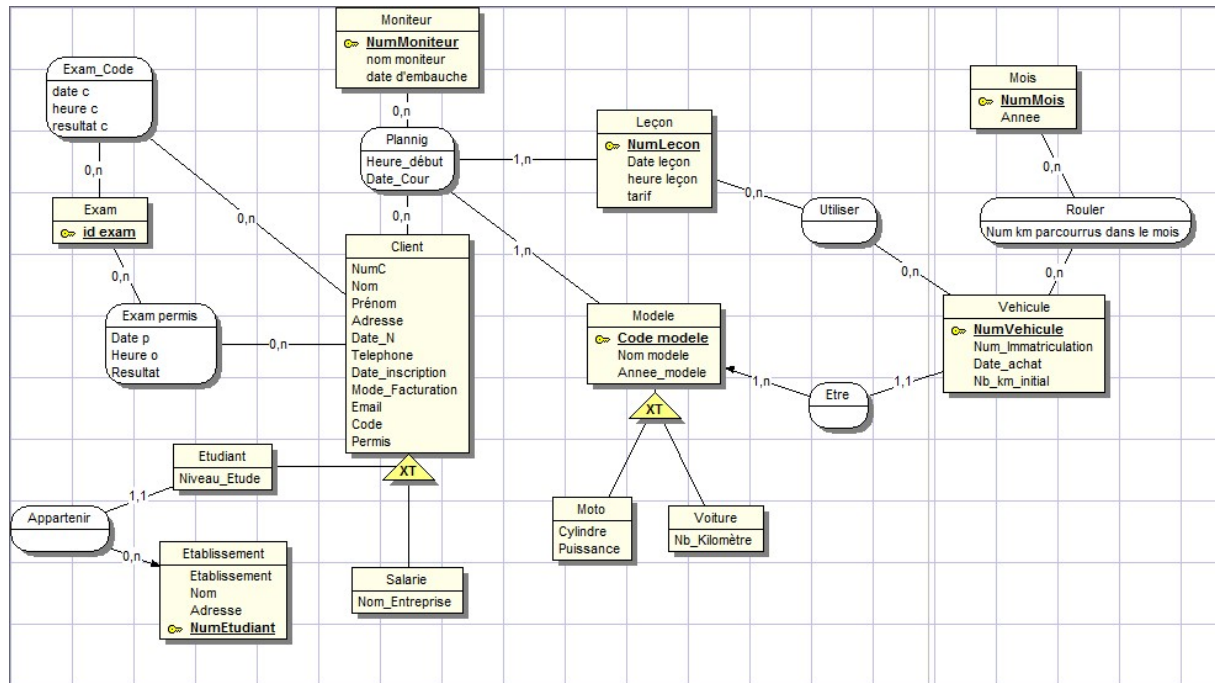 Moniteur
NumMoniteur
nom moniteur
date d'embauche
0,n
Exam_Code
date c
heure c
resultat c
0,n
0,n
Exam
id exam
0,n
Exam permis
Date p
Heure o
Resultat
0,n
Plannig
Heure_début
Date_Cour
1,n
0,n
1,n
Leçon
NumLecon
Date leçon
heure leçon
tarif
0,n
Utiliser
0,n
Mois
NumMois
Annee
0,n
Rouler
Num km parcourrus dans le mois
0,n
Client
NumC
Nom
Prénom
Adresse
Date_N
Telephone
Date_inscription
Mode_Facturation
Email
Code
Permis
XT
Modele
Code modele
Nom modele
Annee_modele
XT
1,n
Etre
1,1
Vehicule
NumVehicule
Num_Immatriculation
Date_achat
Nb_km_initial
Etudiant
Niveau_Etude
1,1
Appartenir
0,n
Etablissement
Etablissement
Nom
Adresse
NumEtudiant
Salarie
Nom_Entreprise
Moto
Cylindre
Puissance
Voiture
Nb_Kilomètre